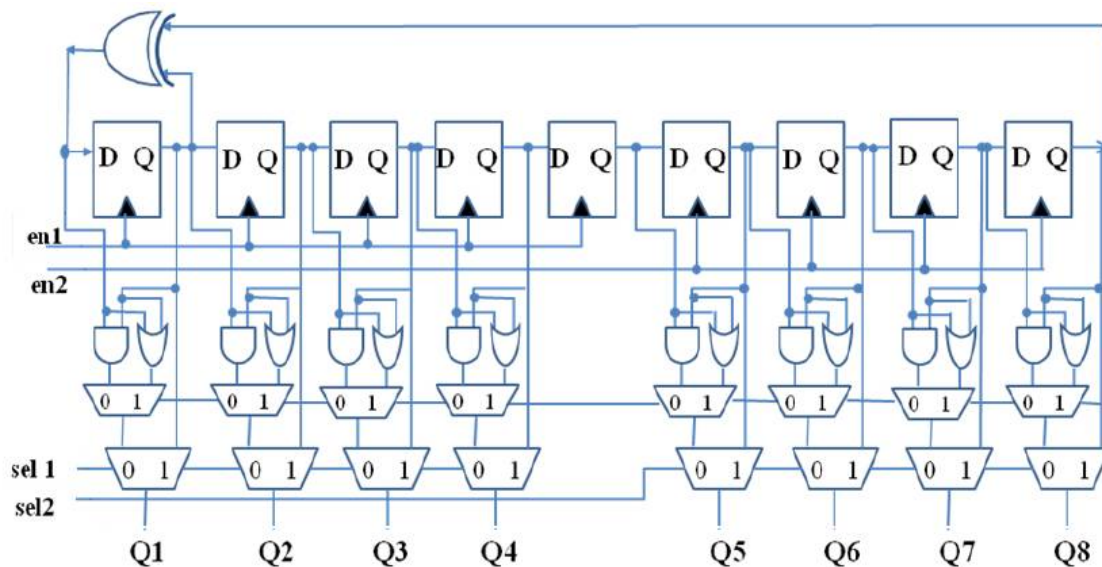 D Q D Q D Q D Q D Q D Q D Q D Q D Q
en1
en2
0 1 0 1 0 1 0 1 0 1 0 1 0 1 0 1
sel 1 0 1 0 1 0 1 0 1 0 1 0 1 0 1 0 1
sel2
Q1 Q2 Q3 Q4 Q5 Q6 Q7 Q8